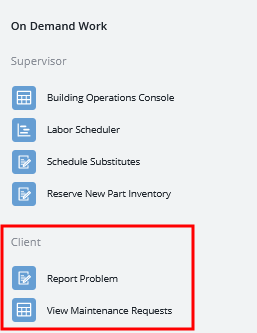 On Demand Work
Supervisor
Building Operations Console
Labor Scheduler
Schedule Substitutes
Reserve New Part Inventory
Client
Report Problem
View Maintenance Requests